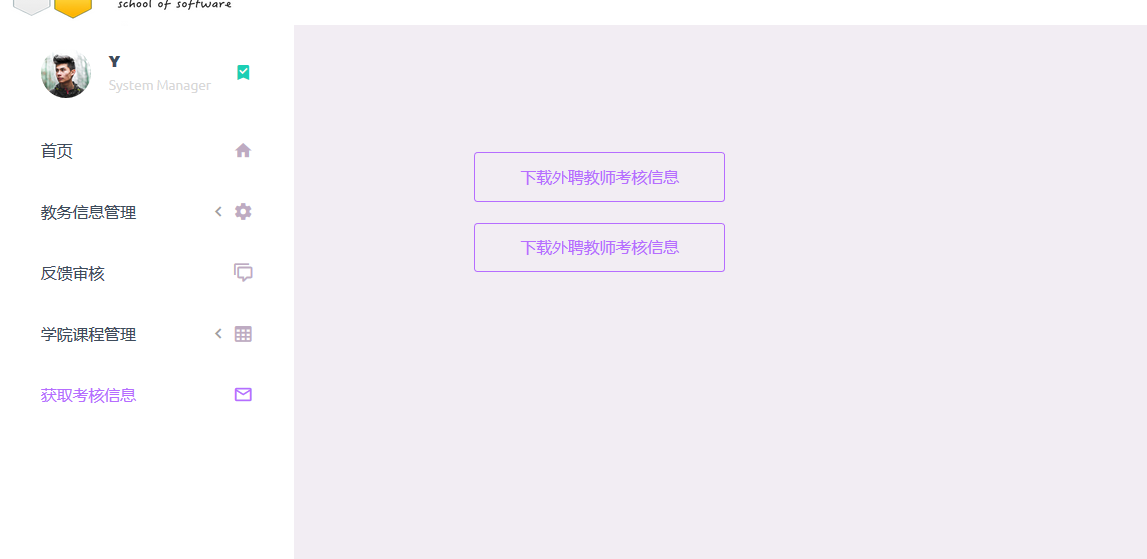 school of software
Y
System Manager
首页
教务信息管理
反馈审核
学院课程管理
获取考核信息
下载外聘教师考核信息
下载外聘教师考核信息